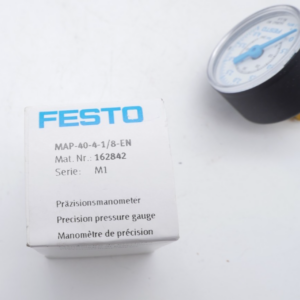 FESTO
MAP-40-4-1/8-EN
Mat. Nr.: 162842
Serie: M1
Präzisionsmanometer
Precision pressure gauge
Manomètre de précision